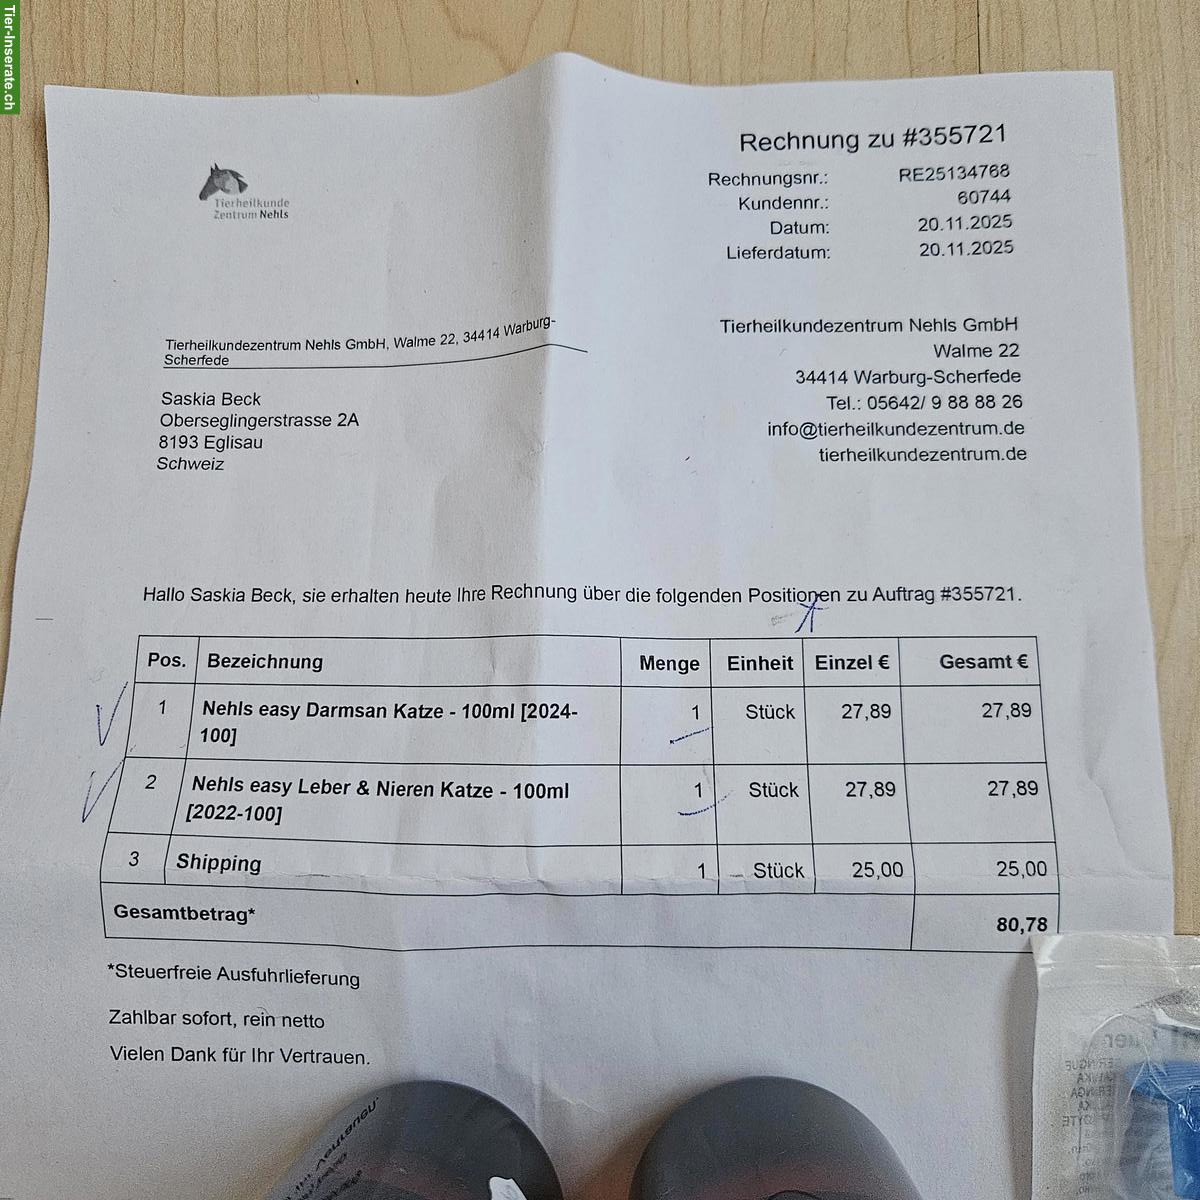 Tier-Inserate.ch
Rechnung zu #355721
Rechnungsnr.: RE25134768
Kundennr.: 60744
Datum: 20.11.2025
Lieferdatum: 20.11.2025
Tierheilkunde
Zentrum Nehls
Tierheilkundezentrum Nehls GmbH, Walme 22, 34414 Warburg-
Scherfede
Saskia Beck
Oberseglingerstrasse 2A
8193 Eglisau
Schweiz
Tierheilkundezentrum Nehls GmbH
Walme 22
34414 Warburg-Scherfede
Tel.: 05642/ 9 88 88 26
info@tierheilkundezentrum.de
tierheilkundezentrum.de
Hallo Saskia Beck, sie erhalten heute Ihre Rechnung über die folgenden Positionen zu Auftrag #355721.
Pos. Bezeichnung Menge Einheit Einzel € Gesamt €
1 Nehls easy Darmsan Katze - 100ml [2024- 1 Stück 27,89 27,89
100]
2 Nehls easy Leber & Nieren Katze - 100ml 1 Stück 27,89 27,89
[2022-100]
3 Shipping 1 Stück 25,00 25,00
Gesamtbetrag* 80,78
*Steuerfreie Ausfuhrlieferung
Zahlbar sofort, rein netto
Vielen Dank für Ihr Vertrauen.